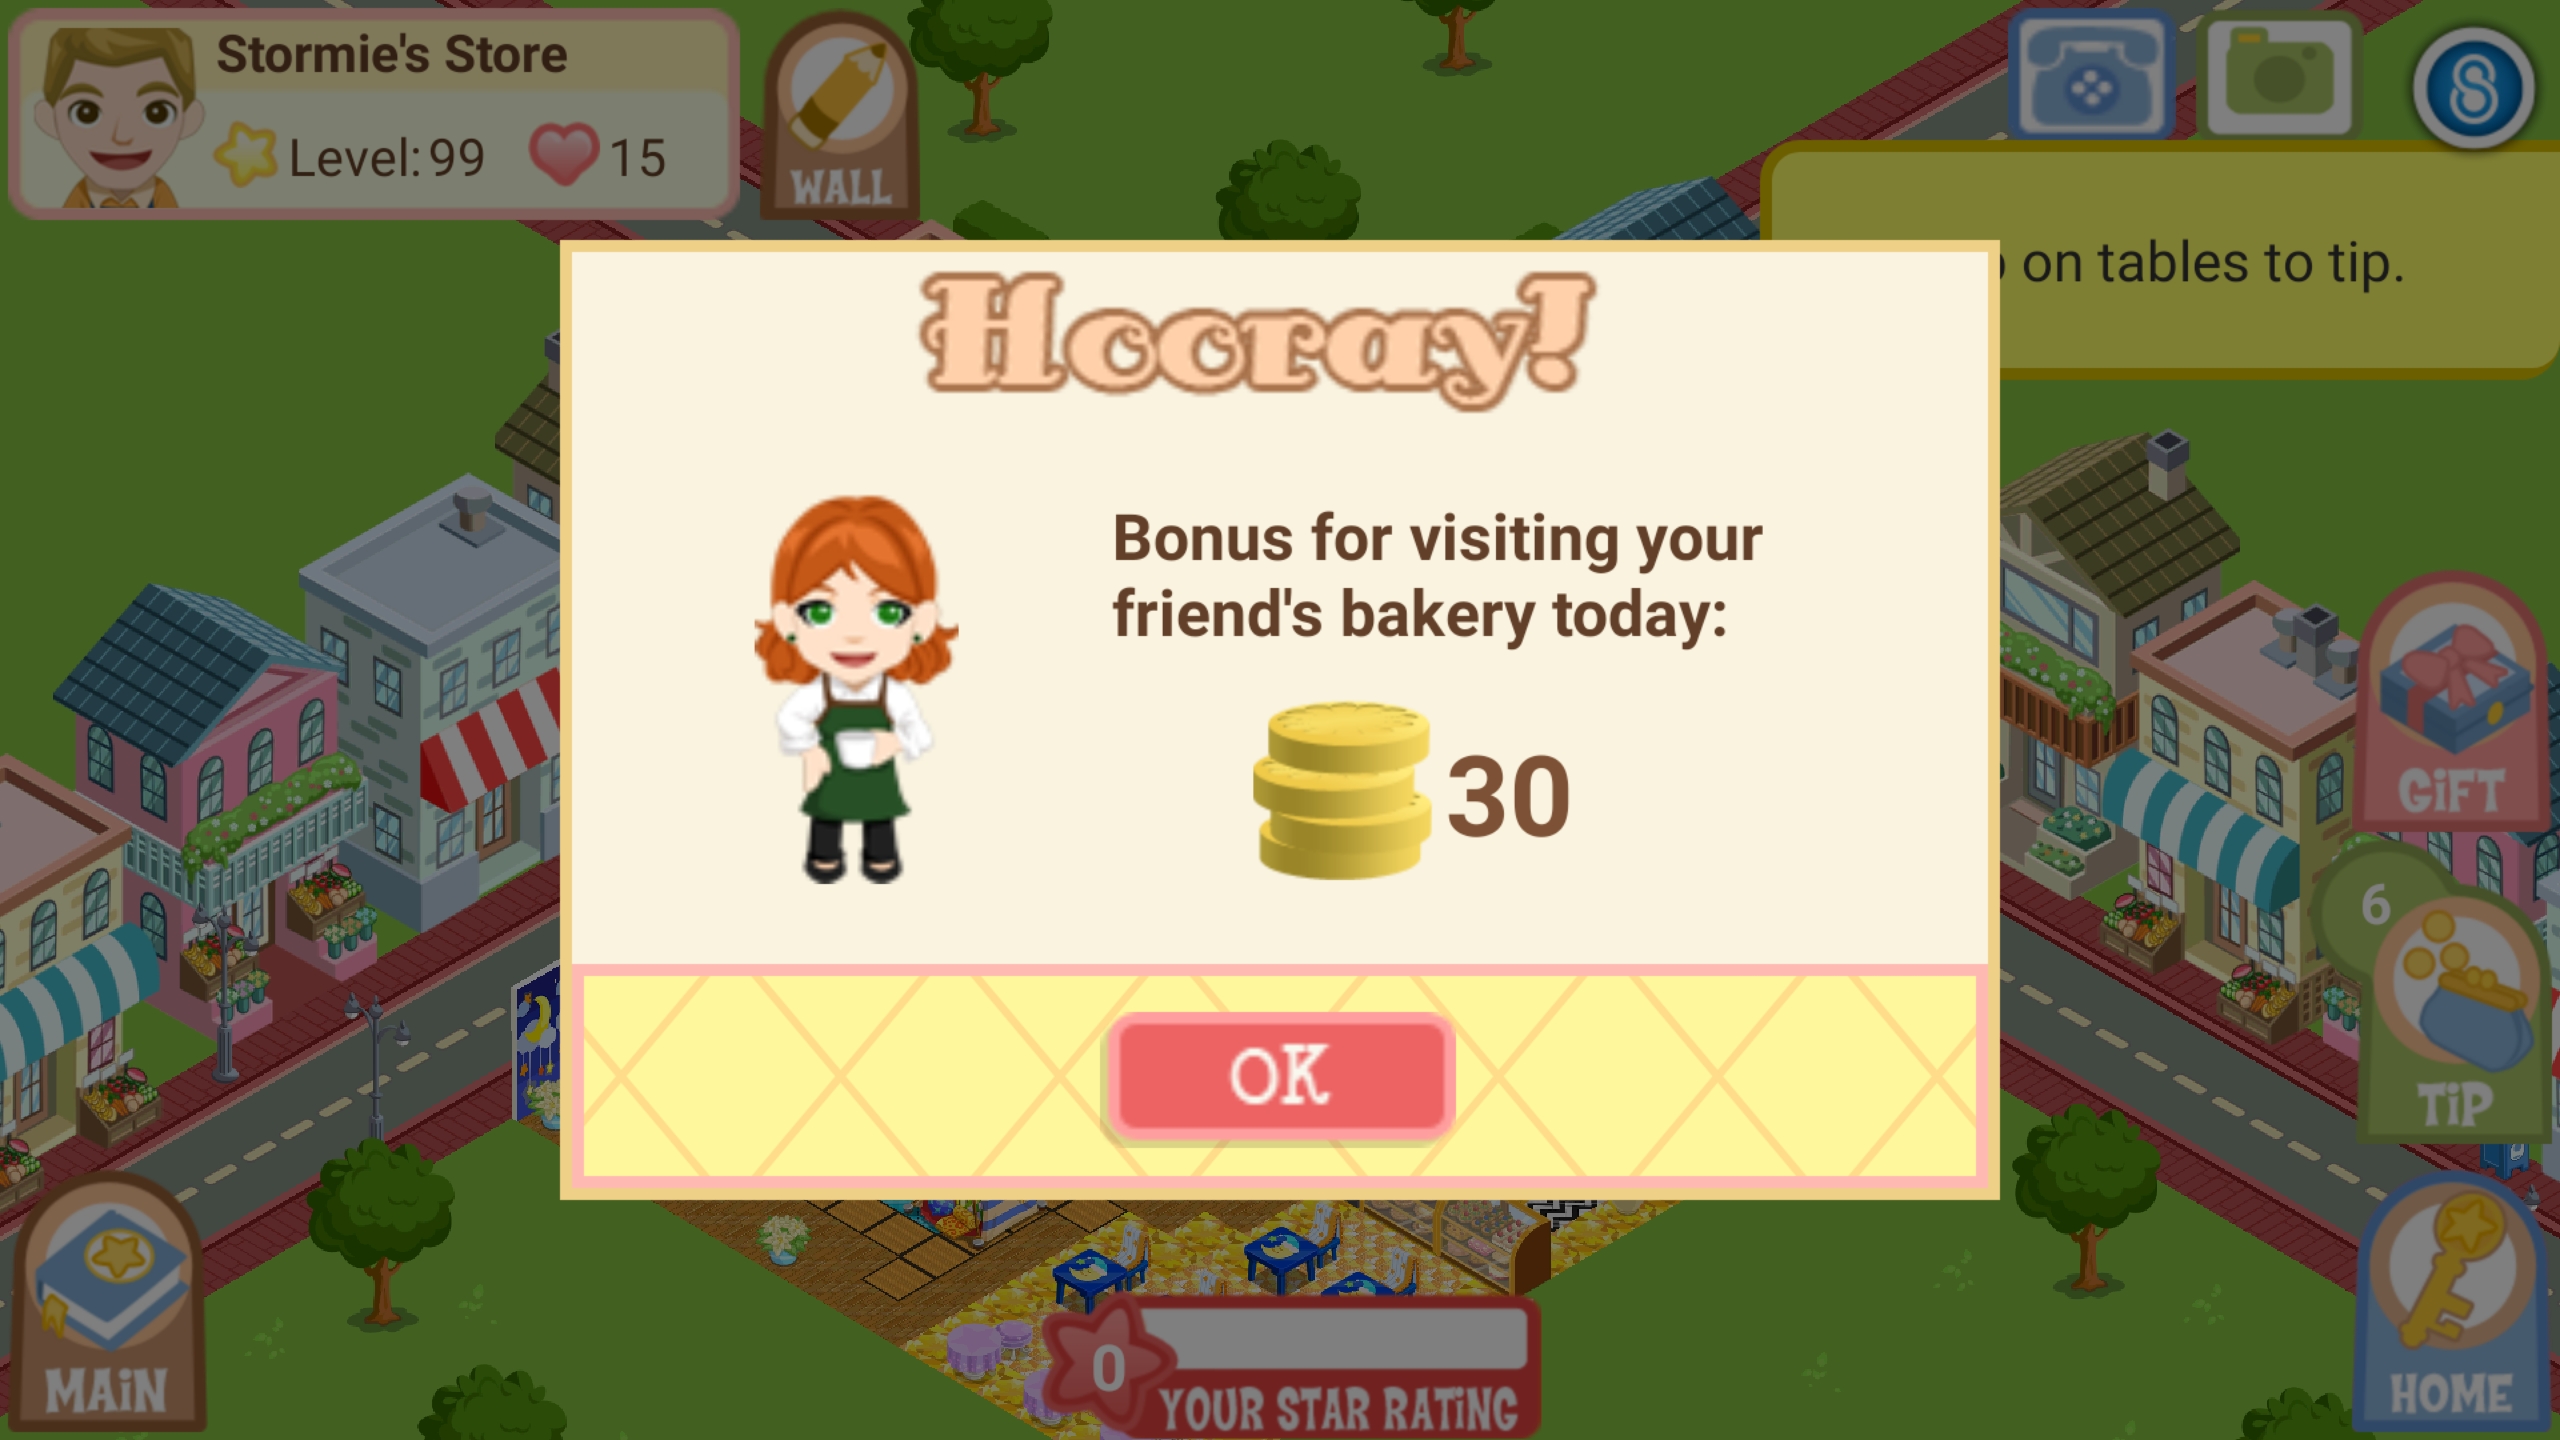 Stormie's Store
Level: 99
15
WALL
on tables to tip.
Hooray!
Bonus for visiting your
friend's bakery today:
30
OK
GiFT
6
TiP
MAiN
0
YOUR STAR RATiNG
HOME